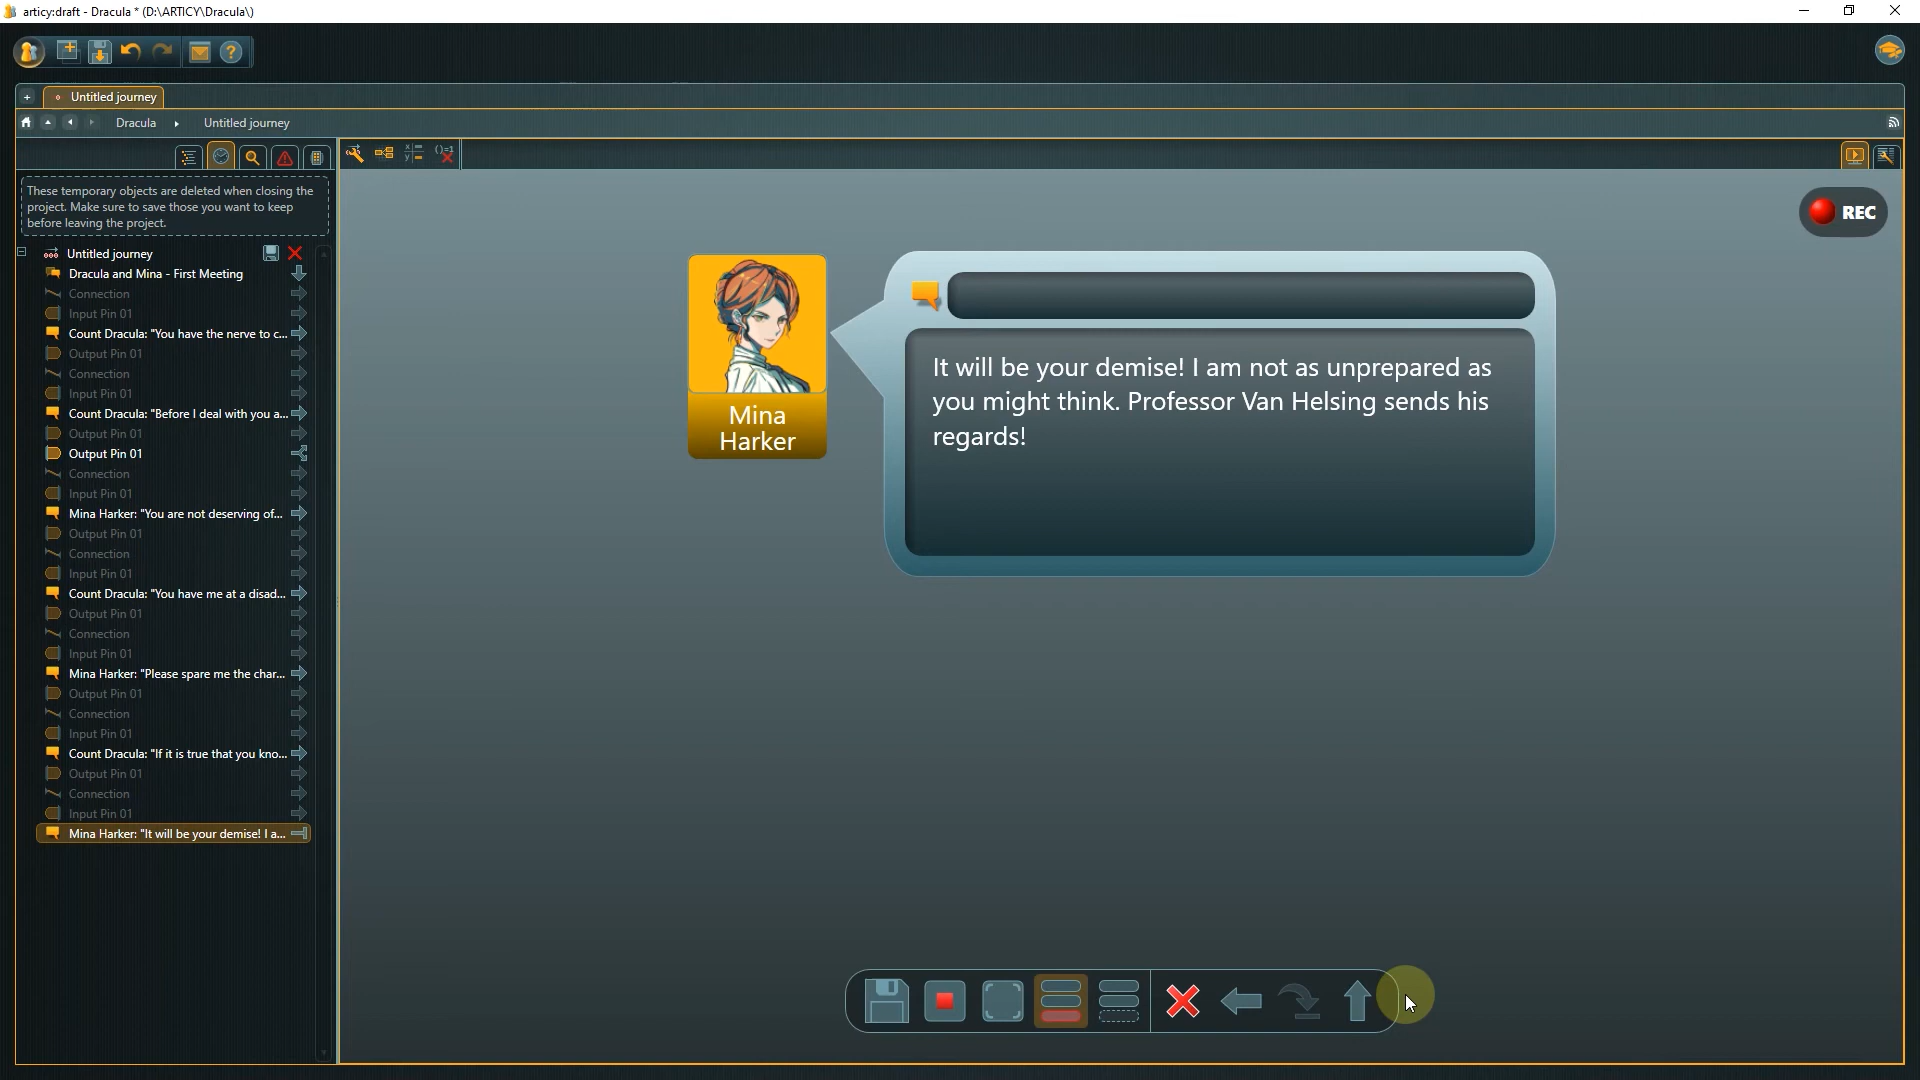 articy:draft - Dracula * (D:\ARTICY\Dracula\)
Untitled journey
Dracula
Untitled journey
These temporary objects are deleted when closing the
project. Make sure to save those you want to keep
before leaving the project.
Untitled journey
Dracula and Mina - First Meeting
Connection
Input Pin 01
Count Dracula: "You have the nerve to c...
Output Pin 01
Connection
Input Pin 01
Count Dracula: "Before I deal with you a...
Output Pin 01
Output Pin 01
Connection
Input Pin 01
Mina Harker: "You are not deserving of...
Output Pin 01
Connection
Input Pin 01
Count Dracula: "You have me at a disad...
Output Pin 01
Connection
Input Pin 01
Mina Harker: "Please spare me the char...
Output Pin 01
Connection
Input Pin 01
Count Dracula: "If it is true that you kno...
Output Pin 01
Connection
Input Pin 01
Mina Harker: "It will be your demise! I a...
REC
Mina
Harker
It will be your demise! I am not as unprepared as
you might think. Professor Van Helsing sends his
regards!